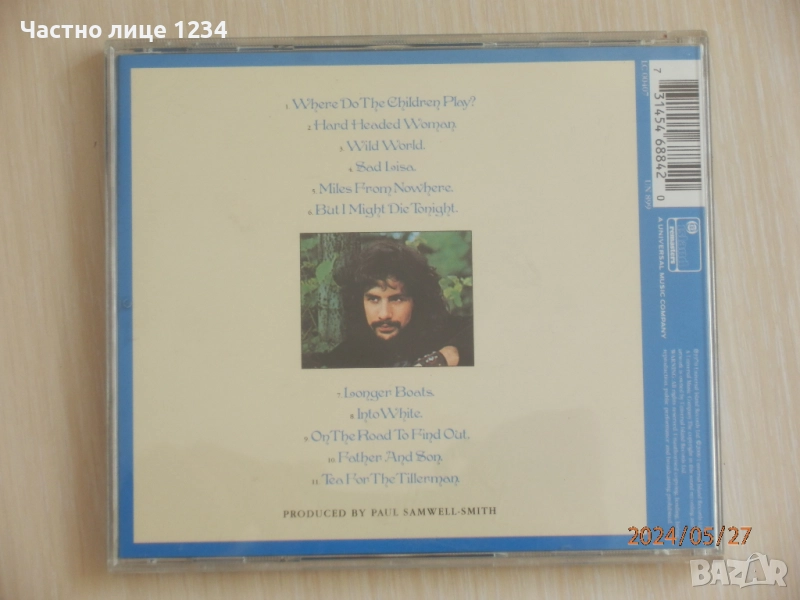 Частно лице 1234
1. Where Do The Children Play?
2. Hard Headed Woman.
3. Wild World.
4. Sad Lisa.
5. Miles From Nowhere.
6. But I Might Die Tonight.
7. Longer Boats.
8. Into White.
9. On The Road To Find Out.
10. Father And Son.
11. Tea For The Tillerman.
PRODUCED BY PAUL SAMWELL-SMITH
7 31454 68842 0
A UNIVERSAL MUSIC COMPANY
2024/05/27
BAZAR